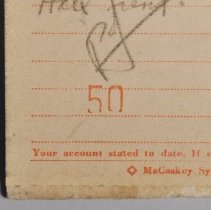 50
Your account stated to date. If e
McCaskey Sy